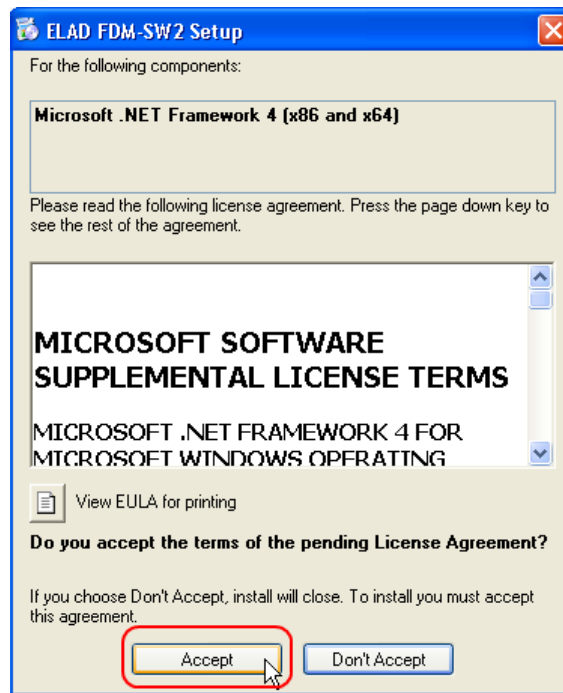 ELAD FDM-SW2 Setup
For the following components:
Microsoft .NET Framework 4 (x86 and x64)
Please read the following license agreement. Press the page down key to
see the rest of the agreement.
MICROSOFT SOFTWARE
SUPPLEMENTAL LICENSE TERMS
MICROSOFT .NET FRAMEWORK 4 FOR
MICROSOFT WINDOWS OPERATING
View EULA for printing
Do you accept the terms of the pending License Agreement?
If you choose Don't Accept, install will close. To install you must accept
this agreement.
Accept
Don't Accept